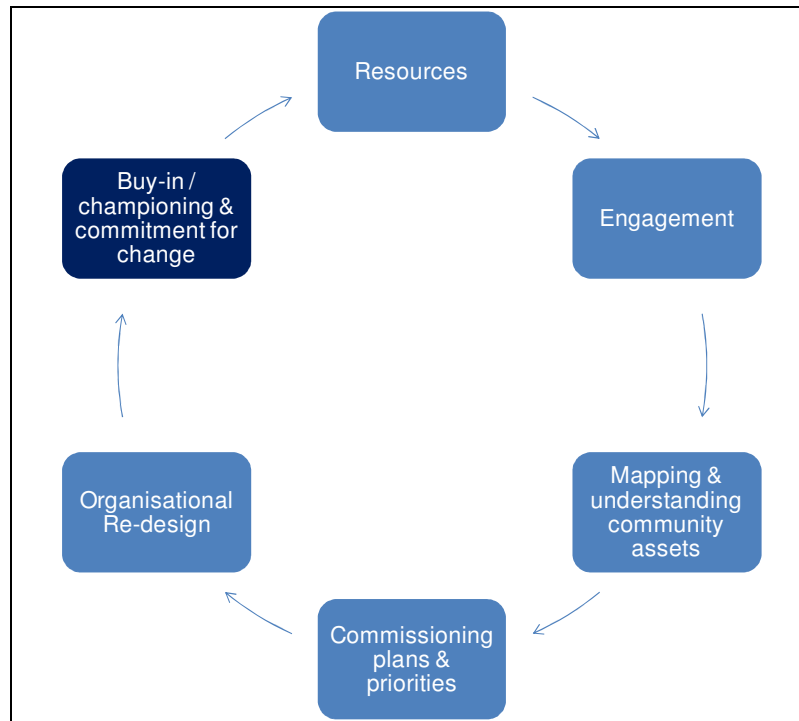 Resources
Buy-in /
championing &
commitment for
change
Engagement
Organisational
Re-design
Mapping &
understanding
community
assets
Commissioning
plans &
priorities